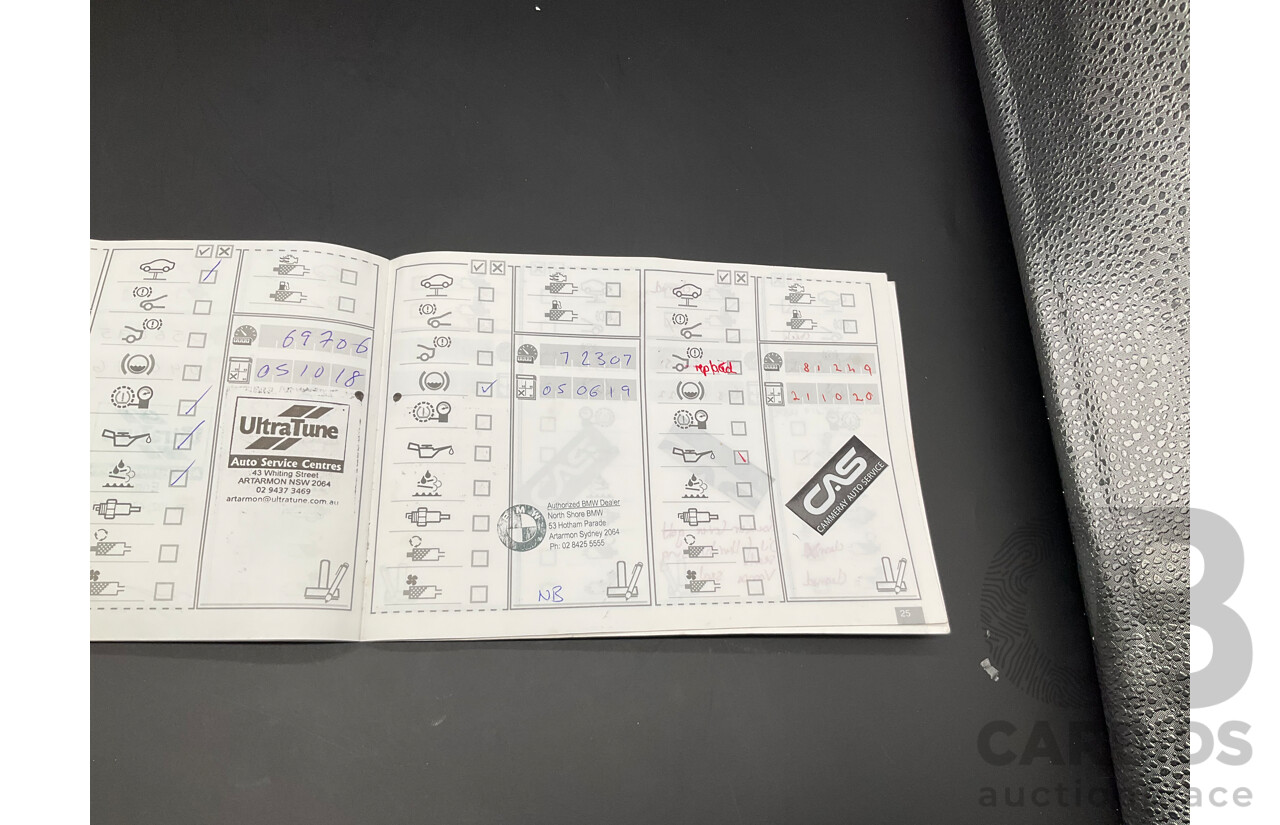 69706
051018
UltraTune
Auto Service Centres
43 Whiting Street
ARTARMON NSW 2064
02 9437 3469
artarmon@ultratune.com.au
72307
050619
BMW
Authorized BMW Dealer
North Shore BMW
53 Hotham Parade
Artarmon Sydney 2064
Ph: 02 8425 5555
NB
81249
211020
CAS
CAMMERAY AUTO SERVICE
25